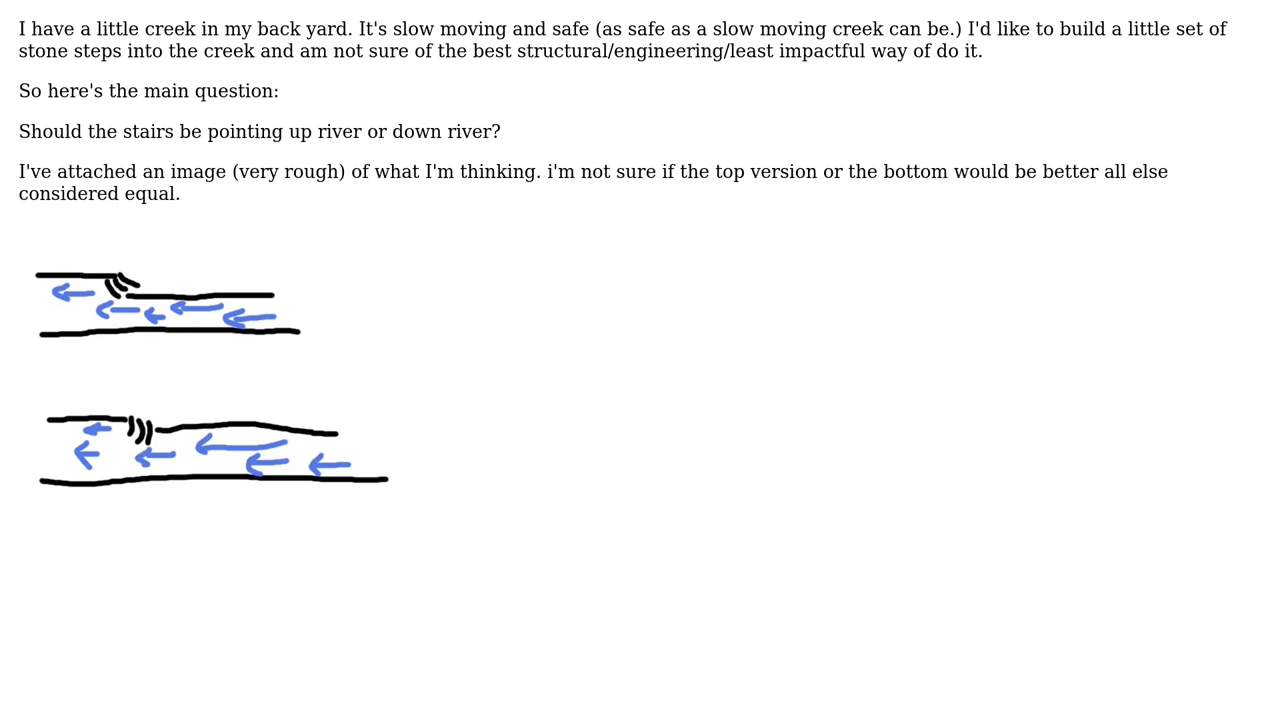 I have a little creek in my back yard. It's slow moving and safe (as safe as a slow moving creek can be.) I'd like to build a little set of
stone steps into the creek and am not sure of the best structural/engineering/least impactful way of do it.
So here's the main question:
Should the stairs be pointing up river or down river?
I've attached an image (very rough) of what I'm thinking. i'm not sure if the top version or the bottom would be better all else
considered equal.